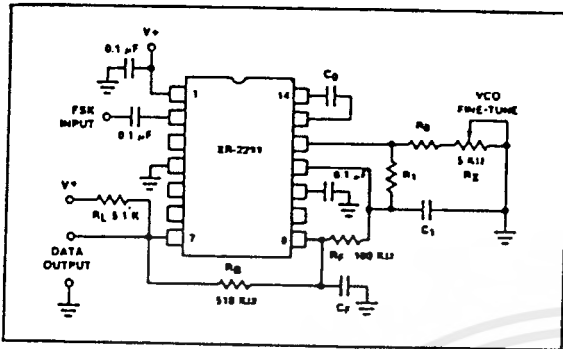 V+
0.1 µF
1
14
C0
FSK
INPUT
0.1 µF
XR-2211
VCO
FINE-TUNE
R0
5 KΩ
RX
R1
0.1 µF
C1
V+
RL 5.1 K
7
8
RF 100 KΩ
DATA
OUTPUT
RB
510 KΩ
CF